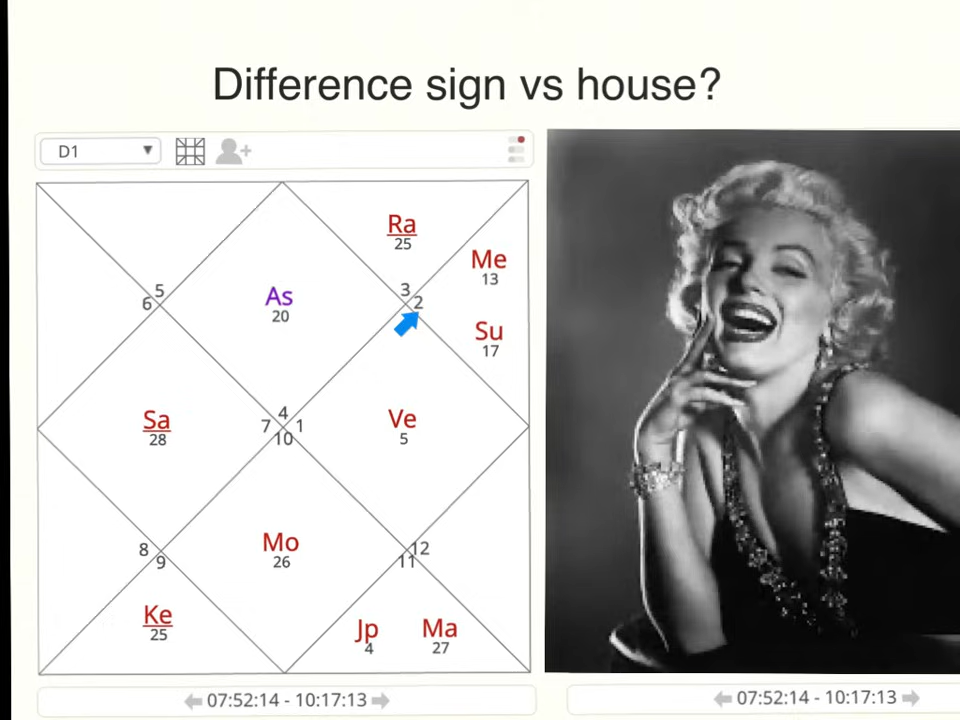 Difference sign vs house?
D1
Ra
25
Me
13
5
6
As
20
3
2
Su
17
Sa
28
4
7
1
10
Ve
5
Mo
26
8
9
12
11
Ke
25
Jp
4
Ma
27
07:52:14 - 10:17:13
07:52:14 - 10:17:13